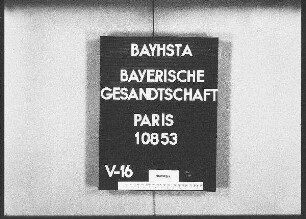 BAYHSTA
BAYERISCHE
GESANDTSCHAFT
PARIS
10853
V-16